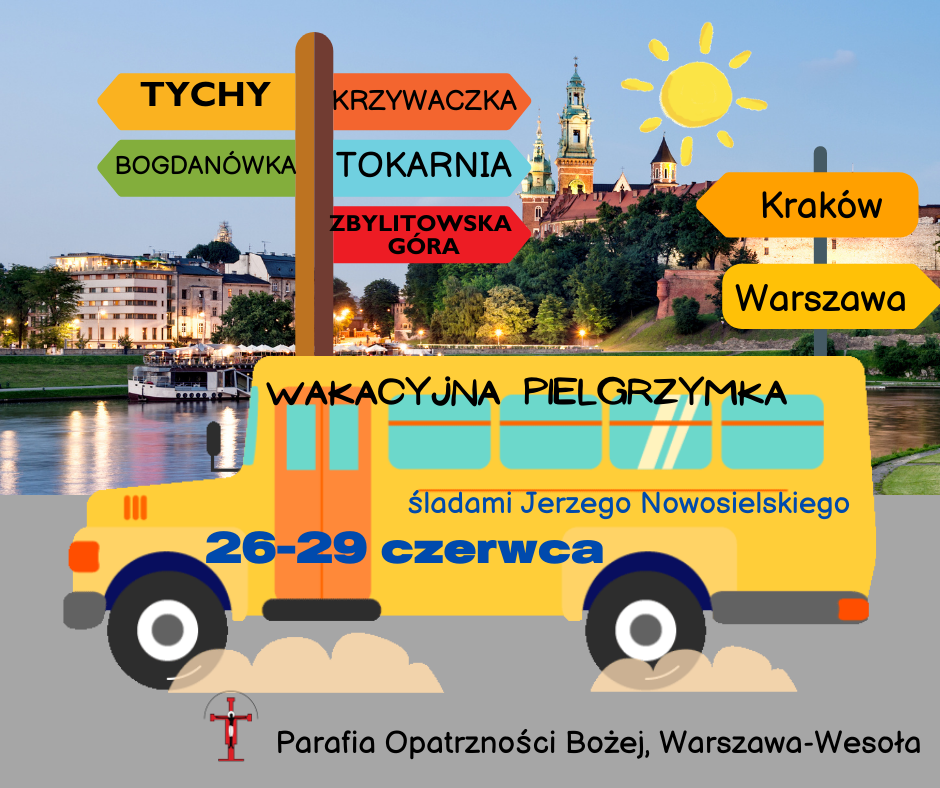 TYCHY
KRZYWACZKA
BOGDANÓWKA
TOKARNIA
ZBYLITOWSKA
GÓRA
Kraków
Warszawa
WAKACYJNA PIELGRZYMKA
śladami Jerzego Nowosielskiego
26-29 czerwca
Parafia Opatrzności Bożej, Warszawa-Wesoła